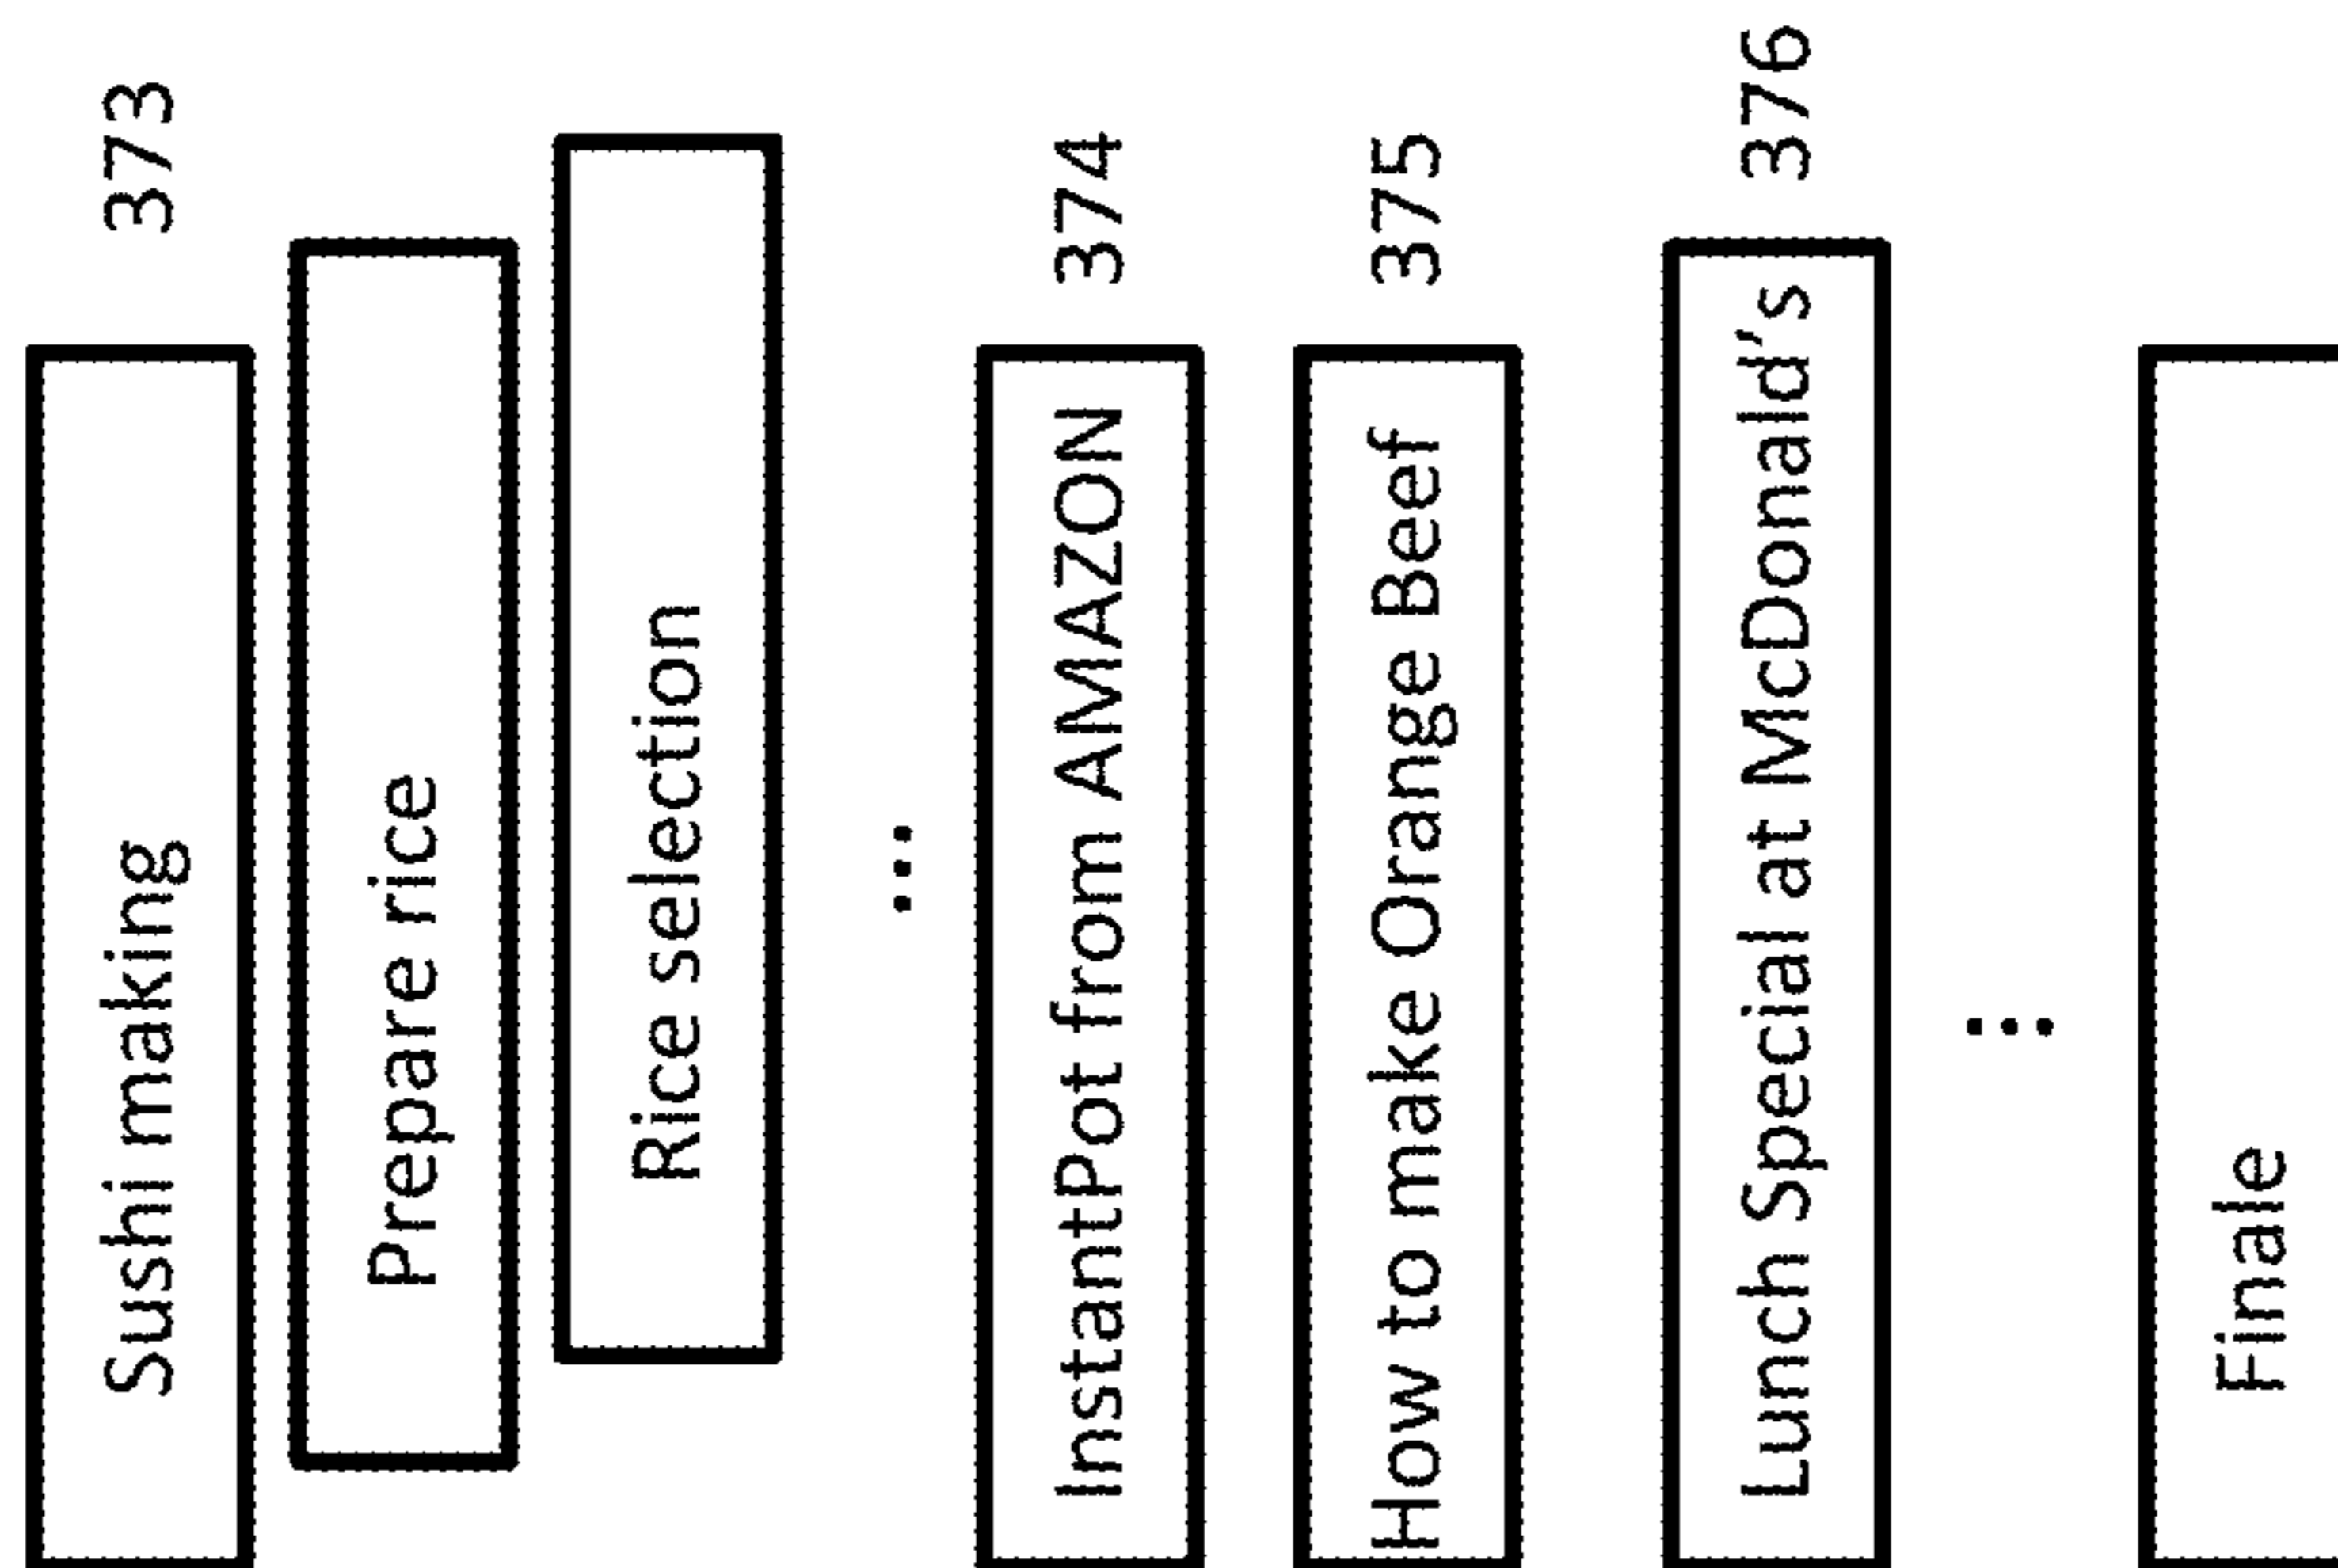 Sushi making 373
Prepare rice
Rice selection
...
InstantPot from AMAZON 374
How to make Orange Beef 375
Lunch Special at McDonald's 376
...
Finale